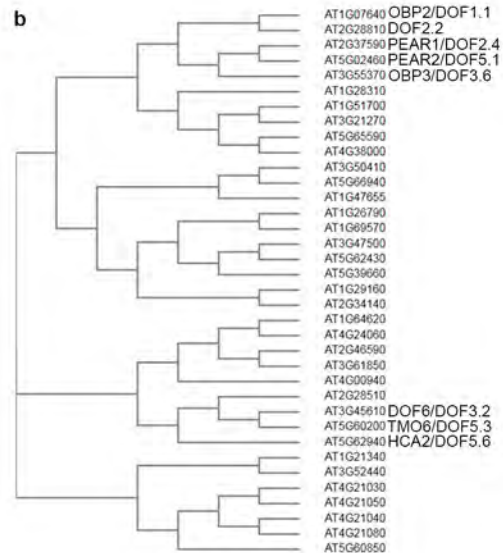 b
AT1G07640 OBP2/DOF1.1
AT2G28810 DOF2.2
AT2G37590 PEAR1/DOF2.4
AT5G02460 PEAR2/DOF5.1
AT3G55370 OBP3/DOF3.6
AT1G28310
AT1G51700
AT3G21270
AT5G65590
AT4G38000
AT3G50410
AT5G66940
AT1G47655
AT1G26790
AT1G69570
AT3G47500
AT5G62430
AT5G39660
AT1G29160
AT2G34140
AT1G64620
AT4G24060
AT2G46590
AT3G61850
AT4G00940
AT2G28510
AT3G45610 DOF6/DOF3.2
AT5G60200 TMO6/DOF5.3
AT5G62940 HCA2/DOF5.6
AT1G21340
AT3G52440
AT4G21030
AT4G21050
AT4G21040
AT4G21080
AT5G60850